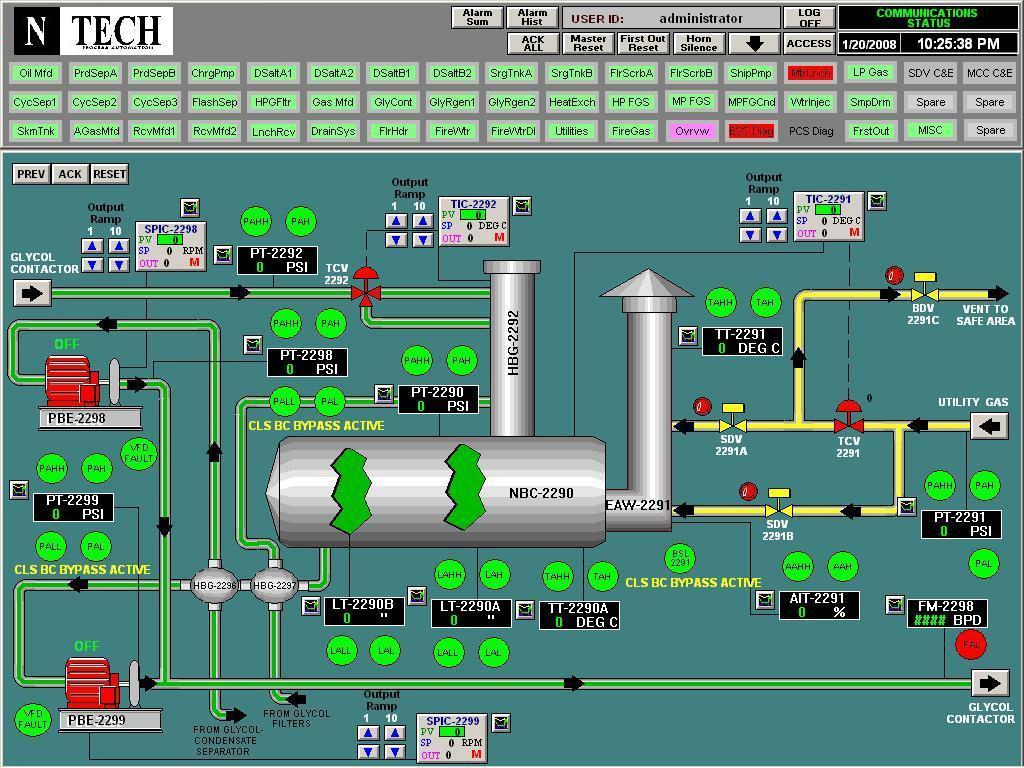 N TECH
PROCESS AUTOMATION
Alarm Sum
Alarm Hist
USER ID: administrator
LOG OFF
COMMUNICATIONS STATUS
ACK ALL
Master Reset
First Out Reset
Horn Silence
ACCESS
1/20/2008 10:25:38 PM
Oil Mfd PrdSepA PrdSepB ChrgPmp DSaltA1 DSaltA2 DSaltB1 DSaltB2 SrgTnkA SrgTnkB FlrScrbA FlrScrbB ShipPmp MtrLnch LP Gas SDV C&E MCC C&E
CycSep1 CycSep2 CycSep3 FlashSep HPGFltr Gas Mfd GlyCont GlyRgen1 GlyRgen2 HeatExch HP FGS MP FGS MPFGCnd WtrInjec SmpDrm Spare Spare
SkmTnk AGasMfd RcvMfd1 RcvMfd2 LnchRcv DrainSys FlrHdr FireWtr FireWtrDl Utilities FireGas Ovrvw ESS Diag PCS Diag FrstOut MISC Spare
PREV ACK RESET
Output Ramp
1 10
SPIC-2298
PV 0
SP 0 RPM
OUT 0 M
PAHH PAH
PT-2292
0 PSI
Output Ramp
1 10
TIC-2292
PV 0
SP 0 DEG C
OUT 0 M
Output Ramp
1 10
TIC-2291
PV 0
SP 0 DEG C
OUT 0 M
GLYCOL CONTACTOR
TCV 2292
HBG-2292
TAHH TAH
TT-2291
0 DEG C
BDV 2291C
VENT TO SAFE AREA
PAHH PAH
PT-2298
0 PSI
OFF
PBE-2298
PALL PAL
CLS BC BYPASS ACTIVE
PAHH PAH
PT-2290
0 PSI
0
UTILITY GAS
SDV 2291A
TCV 2291
VFD FAULT
PAHH PAH
PT-2299
0 PSI
PALL PAL
CLS BC BYPASS ACTIVE
NBC-2290
EAW-2291
SDV 2291B
PAHH PAH
PT-2291
0 PSI
PAL
HBG-2296
HBG-2297
LT-2290B
0 "
LALL LAL
LAHH LAH
LT-2290A
0 "
LALL LAL
TAHH TAH
TT-2290A
0 DEG C
BSL 2291
CLS BC BYPASS ACTIVE
AAHH AAH
AIT-2291
0 %
FM-2298
#### BPD
PAL
OFF
PBE-2299
VFD FAULT
FROM GLYCOL-CONDENSATE SEPARATOR
FROM GLYCOL FILTERS
Output Ramp
1 10
SPIC-2299
PV 0
SP 0 RPM
OUT 0 M
GLYCOL CONTACTOR